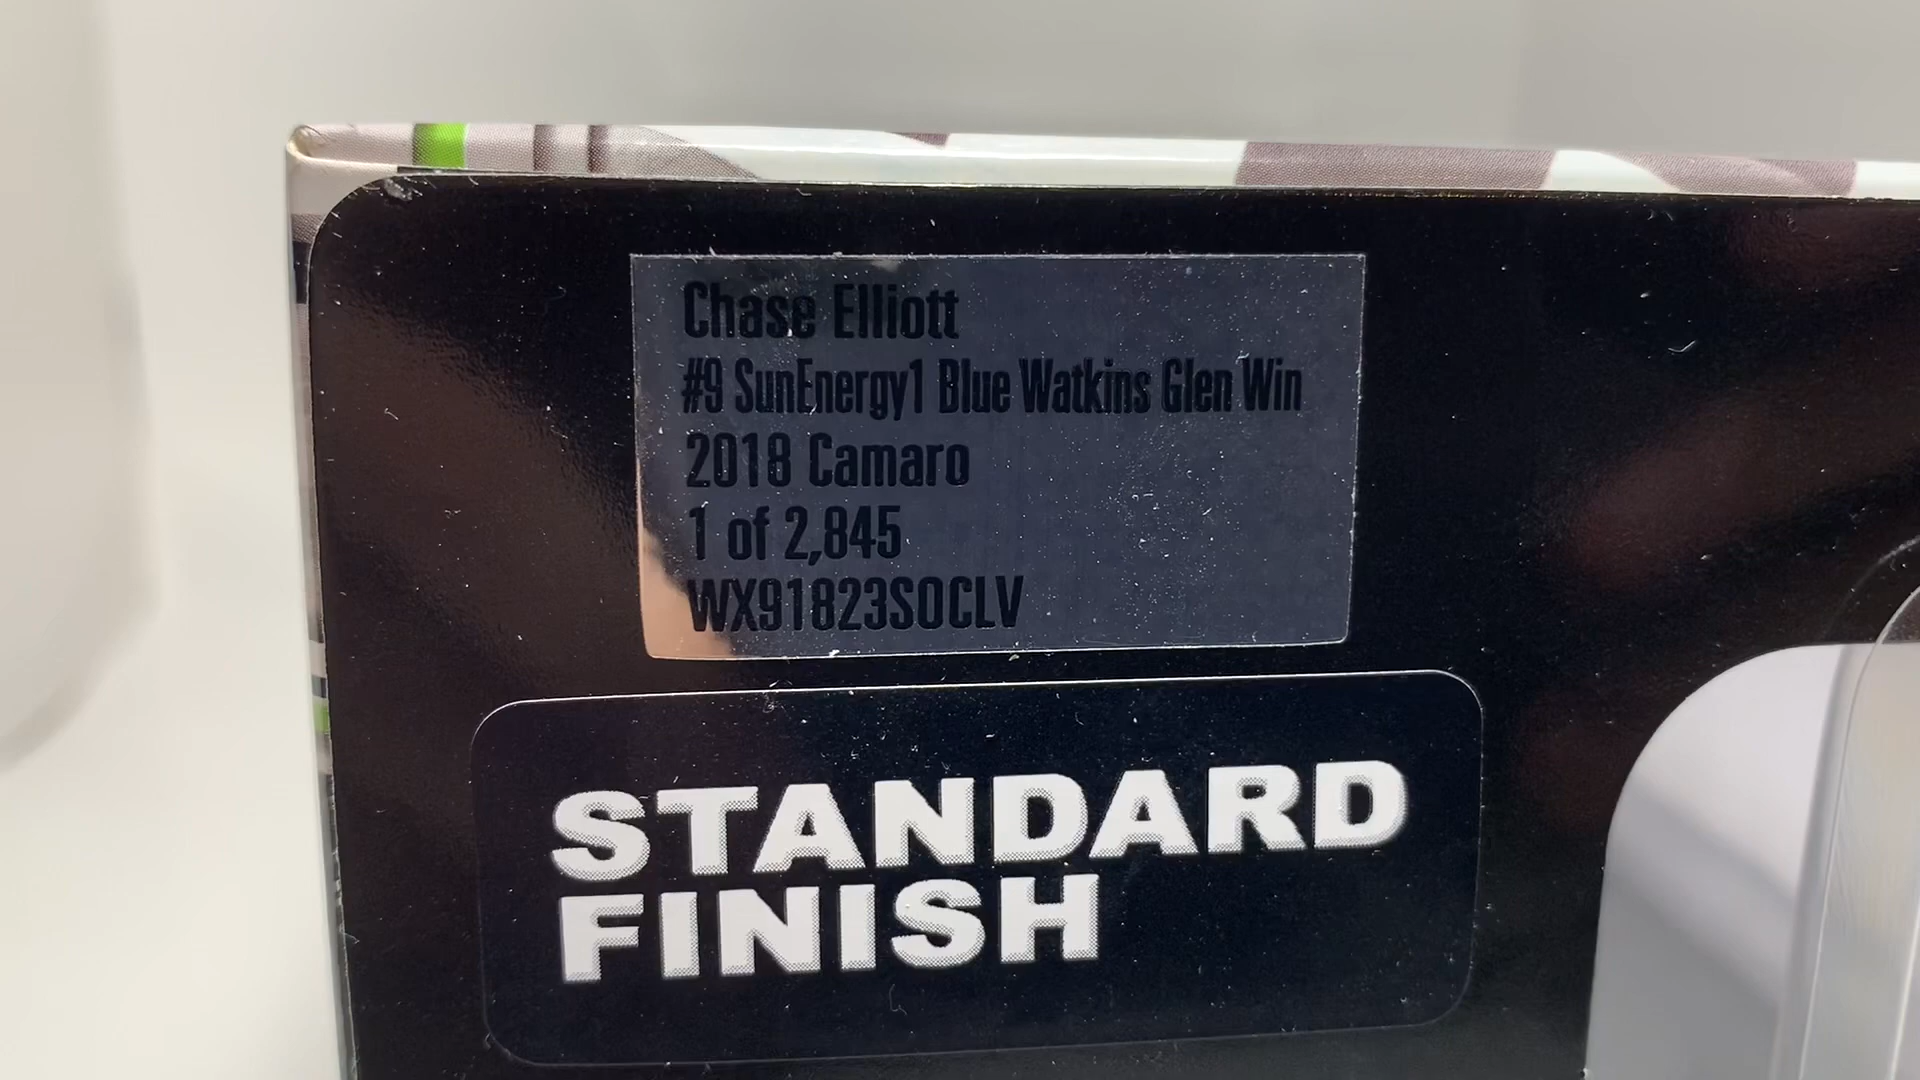 Chase Elliott
#9 SunEnergy1 Blue Watkins Glen Win
2018 Camaro
1 of 2,845
WX91823SOCLV
STANDARD
FINISH